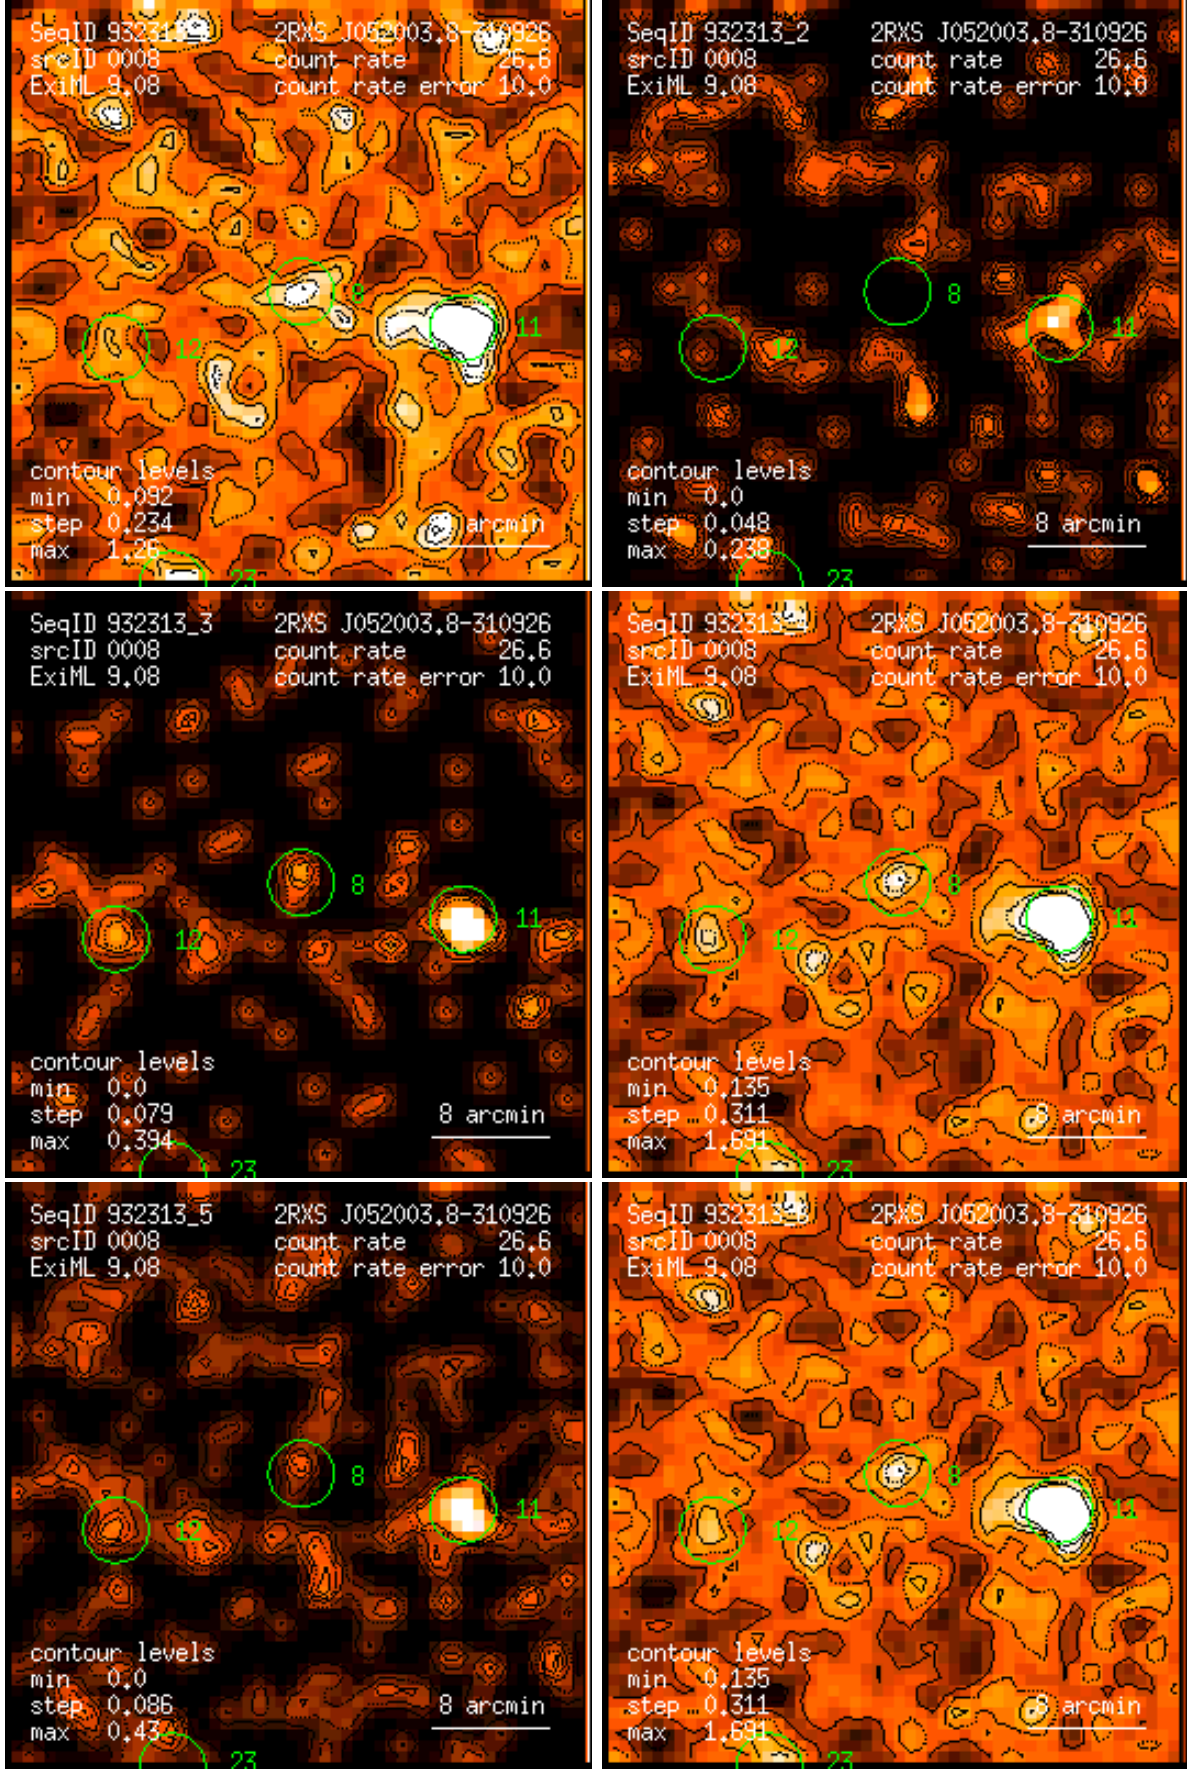 SeqID 932313_ 2RXS J052003.8-310926
srcID 0008 count rate 26.6
ExiML 9.08 count rate error 10.0
8
11
12
contour levels
min 0.092
step 0.234
max 1.26
arcmin
23
SeqID 932313_2 2RXS J052003.8-310926
srcID 0008 count rate 26.6
ExiML 9.08 count rate error 10.0
8
11
12
contour levels
min 0.0
step 0.048
max 0.238
8 arcmin
23
SeqID 932313_3 2RXS J052003.8-310926
srcID 0008 count rate 26.6
ExiML 9.08 count rate error 10.0
8
11
12
contour levels
min 0.0
step 0.079
max 0.394
8 arcmin
23
SeqID 932313_ 2RXS J052003.8-310926
srcID 0008 count rate 26.6
ExiML 9.08 count rate error 10.0
8
11
12
contour levels
min 0.135
step 0.311
max 1.691
8 arcmin
23
SeqID 932313_5 2RXS J052003.8-310926
srcID 0008 count rate 26.6
ExiML 9.08 count rate error 10.0
8
11
12
contour levels
min 0.0
step 0.086
max 0.43
8 arcmin
23
SeqID 932313_ 2RXS J052003.8-310926
srcID 0008 count rate 26.6
ExiML 9.08 count rate error 10.0
8
11
12
contour levels
min 0.135
step 0.311
max 1.691
8 arcmin
23